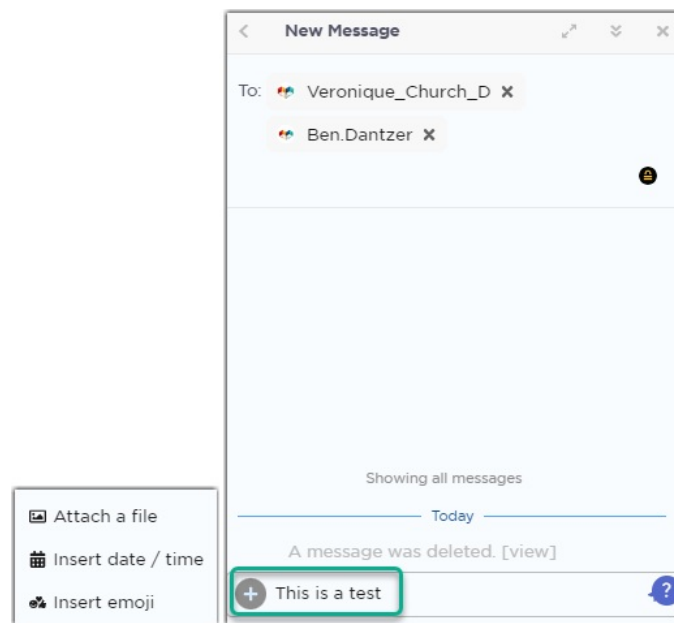 New Message
To: Veronique_Church_D
Ben.Dantzer
Showing all messages
Today
A message was deleted. [view]
This is a test
?
Attach a file
Insert date / time
Insert emoji